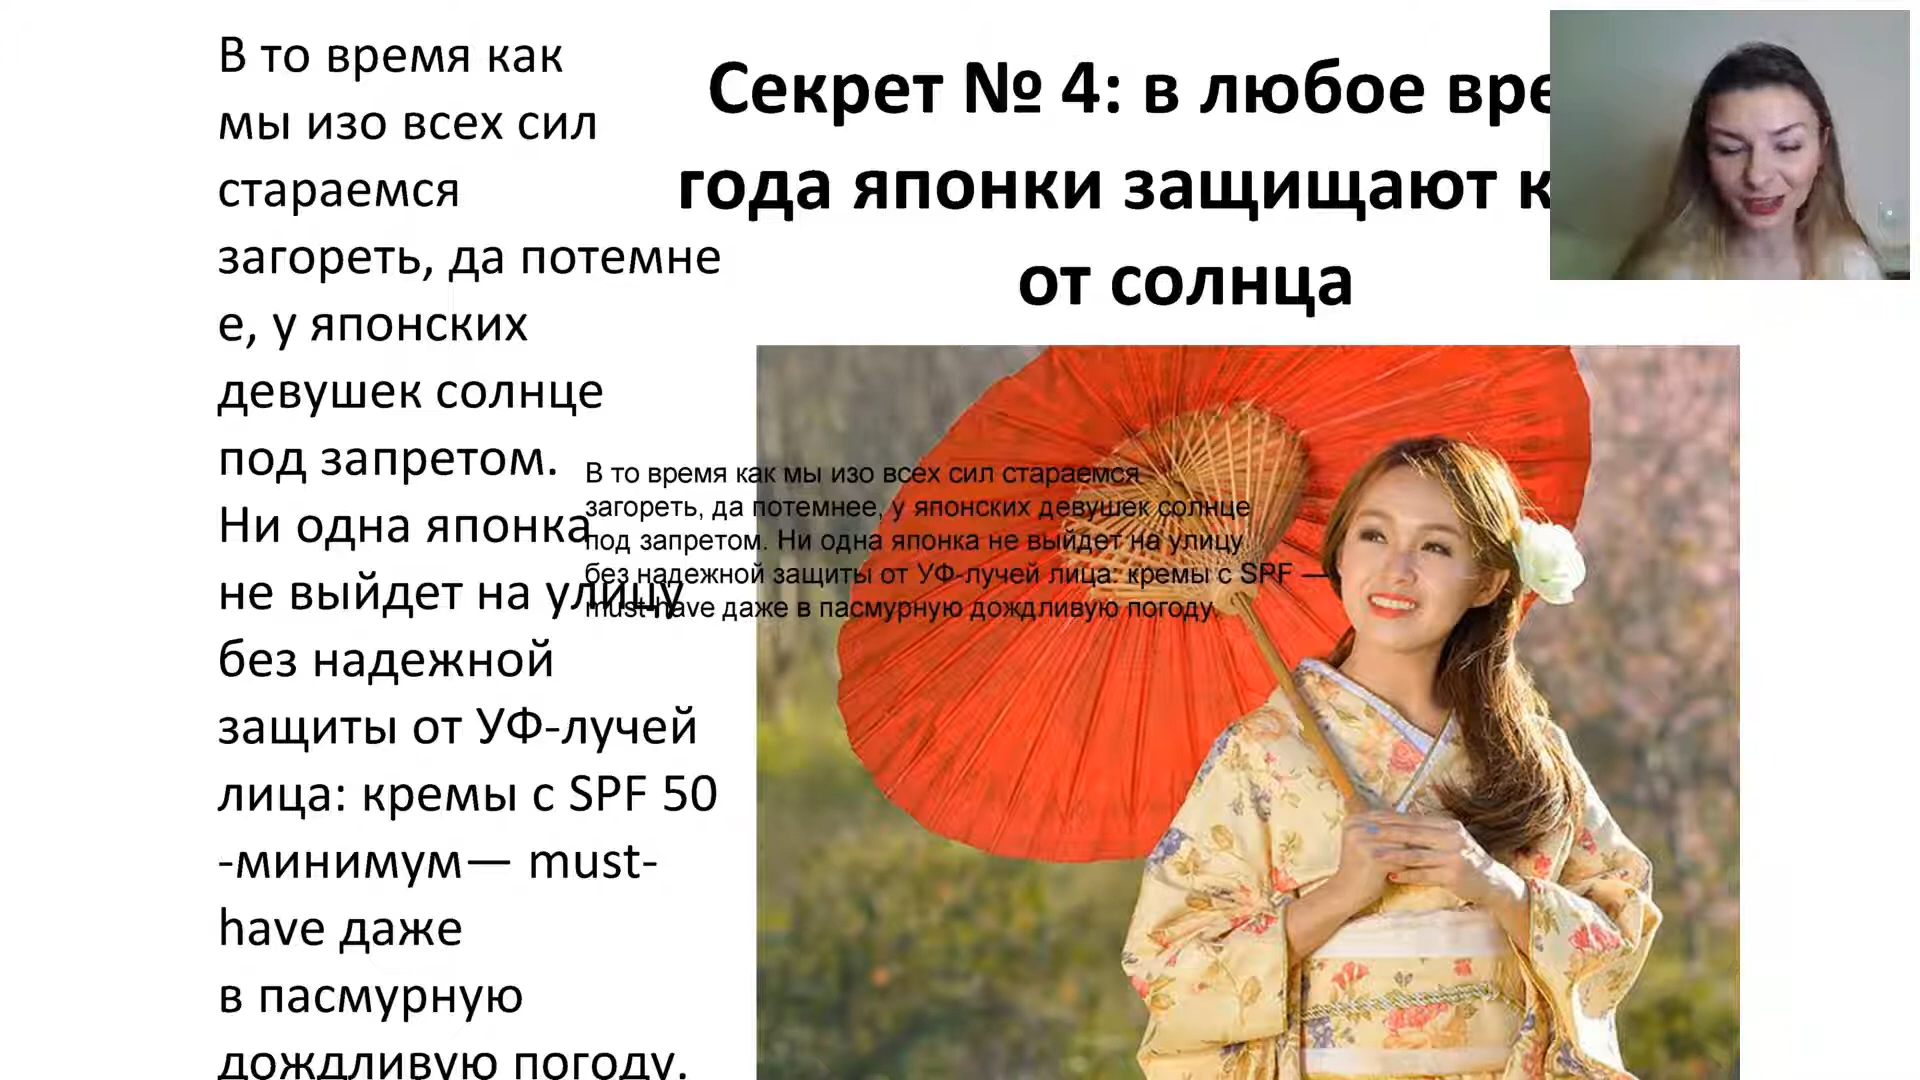 В то время как
мы изо всех сил
стараемся
загореть, да потемне
е, у японских
девушек солнце
под запретом.
Ни одна японка
не выйдет на улицу
без надежной
защиты от УФ-лучей
лица: кремы с SPF 50
-минимум— must-
have даже
в пасмурную
дождливую погоду.
Секрет № 4: в любое
года японки защищают
от солнца
В то время как мы изо всех сил стараемся
загореть, да потемнее, у японских девушек солнце
под запретом. Ни одна японка не выйдет на улицу
без надежной защиты от УФ-лучей лица: кремы с SPF —
must-have даже в пасмурную дождливую погоду.